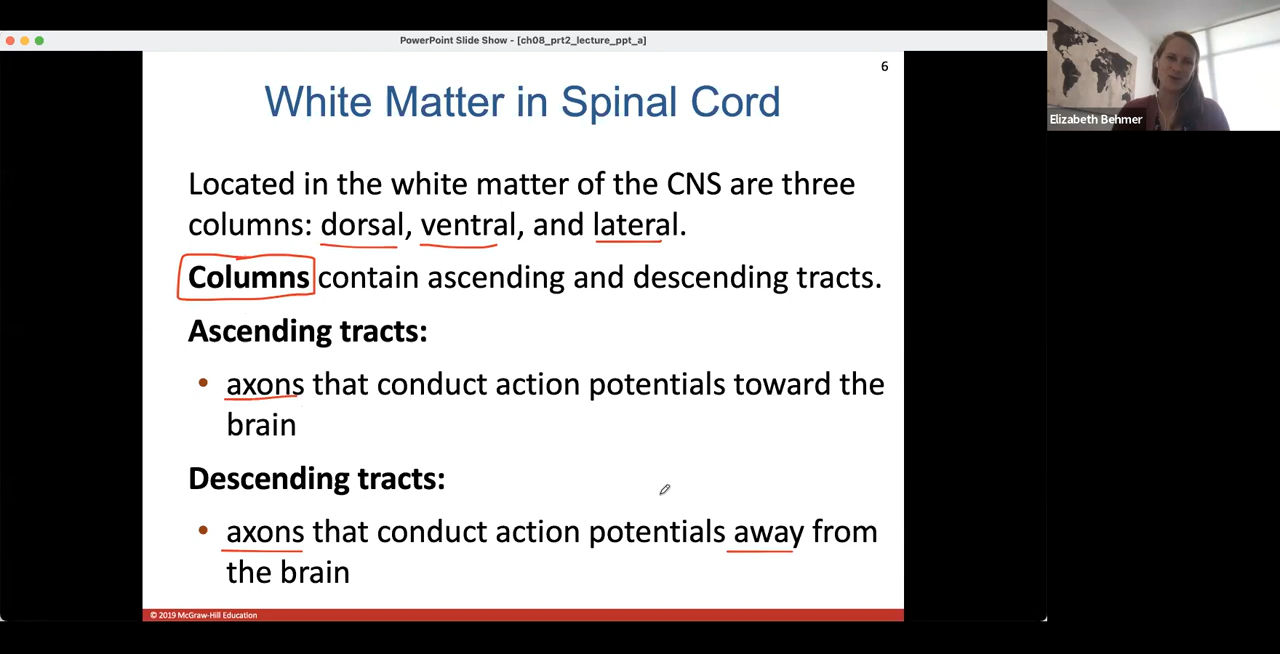 PowerPoint Slide Show - [ch08_prt2_lecture_ppt_a]
6
White Matter in Spinal Cord
Located in the white matter of the CNS are three
columns: dorsal, ventral, and lateral.
Columns contain ascending and descending tracts.
Ascending tracts:
• axons that conduct action potentials toward the
brain
Descending tracts:
• axons that conduct action potentials away from
the brain
© 2019 McGraw-Hill Education
Elizabeth Behmer